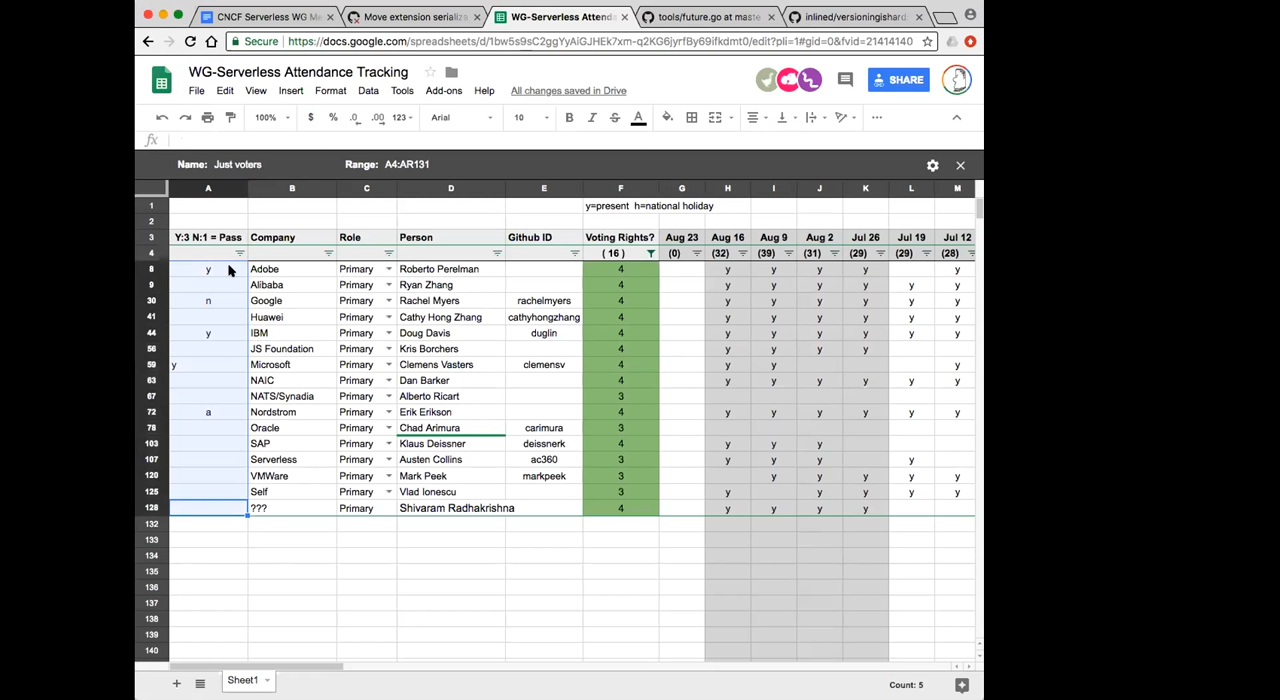 CNCF Serverless WG Me × Move extension serializa × WG-Serverless Attenda × tools/future.go at maste × inlined/versioningishard ×
Secure https://docs.google.com/spreadsheets/d/1bw5s9sC2ggYyAiGJHEk7xm-q2KG6jyrfBy69ifkdmt0/edit?pli=1#gid=0&fvid=21414140
WG-Serverless Attendance Tracking
SHARE
File Edit View Insert Format Data Tools Add-ons Help All changes saved in Drive
100% $ % .0 .00 123 Arial 10 B I S A
fx
Name: Just voters Range: A4:AR131
A B C D E F G H I J K L M
1 y=present h=national holiday
2
3 Y:3 N:1 = Pass Company Role Person Github ID Voting Rights? Aug 23 Aug 16 Aug 9 Aug 2 Jul 26 Jul 19 Jul 12
4 ( 16 ) (0) (32) (39) (31) (29) (29) (28)
8 y Adobe Primary Roberto Perelman 4 y y y y y
9 Alibaba Primary Ryan Zhang 4 y y y y y y
30 n Google Primary Rachel Myers rachelmyers 4 y y y y y y
41 Huawei Primary Cathy Hong Zhang cathyhongzhang 4 y y y y y y
44 y IBM Primary Doug Davis duglin 4 y y y y y y
56 JS Foundation Primary Kris Borchers 4 y y y y
59 y Microsoft Primary Clemens Vasters clemensv 4 y y y
63 NAIC Primary Dan Barker 4 y y y y y y
67 NATS/Synadia Primary Alberto Ricart 3
72 a Nordstrom Primary Erik Erikson 4 y y y y y y
78 Oracle Primary Chad Arimura carimura 3
103 SAP Primary Klaus Deissner deissnerk 4 y y y
107 Serverless Primary Austen Collins ac360 3 y y y y
120 VMWare Primary Mark Peek markpeek 3 y y y y y
125 Self Primary Vlad Ionescu 3 y y y y y
128 ??? Primary Shivaram Radhakrishna 4 y y y y
132
133
134
135
136
137
138
139
140
Sheet1 Count: 5